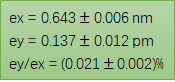 ex = 0.643 ± 0.006 nm
ey = 0.137 ± 0.012 pm
ey/ex = (0.021 ± 0.002)%